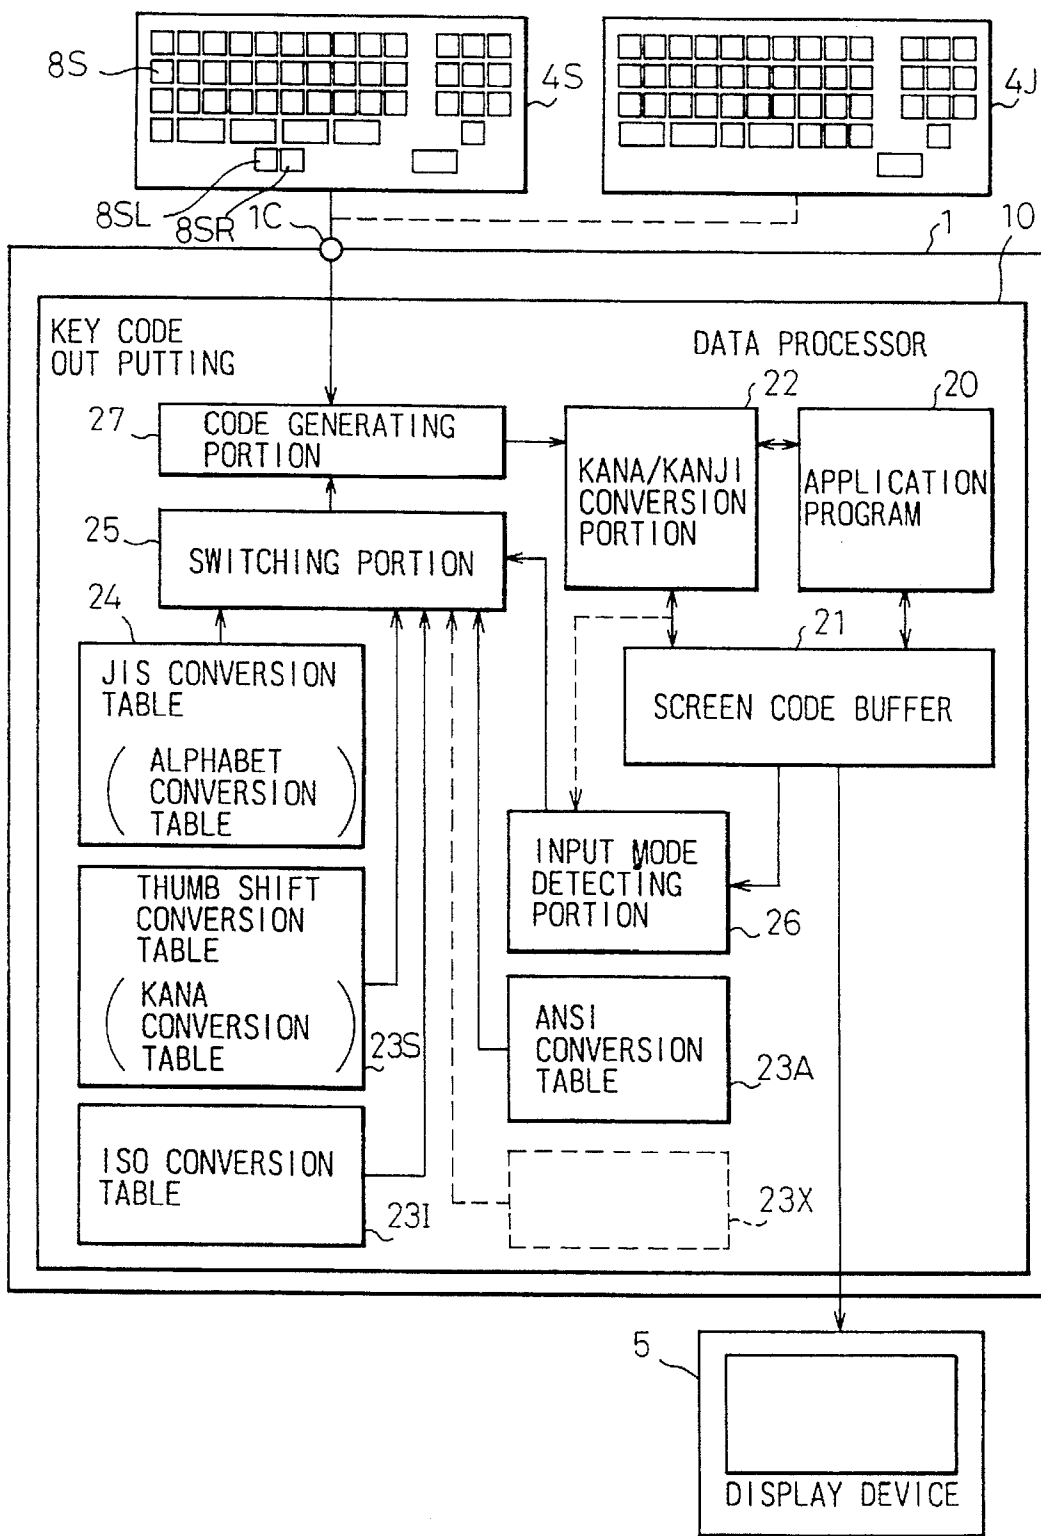 8S
4S
4J
8SL
8SR
1C
1
10
KEY CODE
OUT PUTTING
DATA PROCESSOR
27
CODE GENERATING
PORTION
22
20
KANA/KANJI
CONVERSION
PORTION
APPLICATION
PROGRAM
25
SWITCHING PORTION
24
21
JIS CONVERSION
TABLE
ALPHABET
CONVERSION
TABLE
SCREEN CODE BUFFER
INPUT MODE
DETECTING
PORTION
26
THUMB SHIFT
CONVERSION
TABLE
KANA
CONVERSION
TABLE
23S
ANSI
CONVERSION
TABLE
23A
ISO CONVERSION
TABLE
23I
23X
5
DISPLAY DEVICE